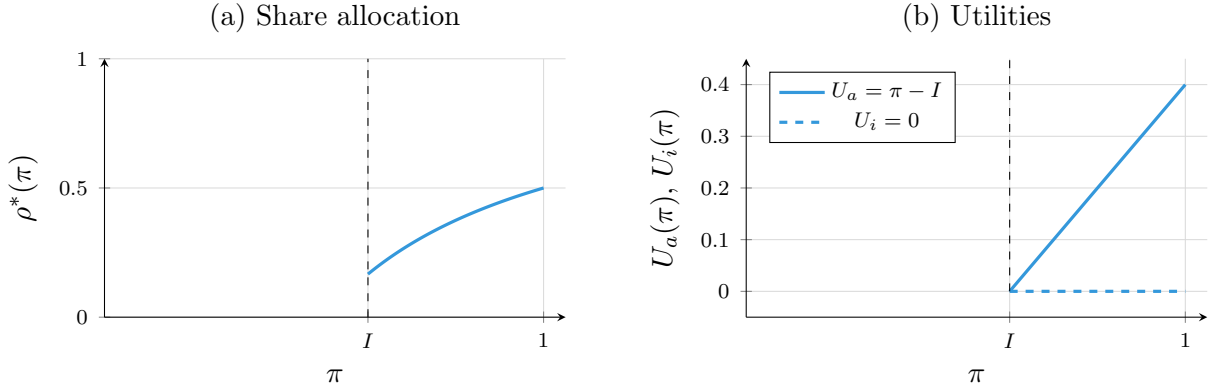 (a) Share allocation
1
0.5
0
ρ*(π)
I
1
π
(b) Utilities
U_a = π − I
U_i = 0
0.4
0.3
0.2
0.1
0
U_a(π), U_i(π)
I
1
π